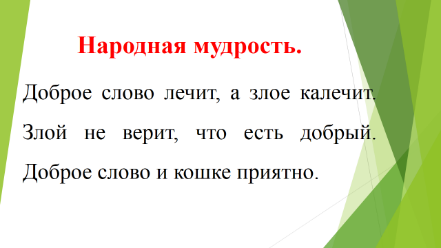 Народная мудрость.
Доброе слово лечит, а злое калечит.
Злой не верит, что есть добрый.
Доброе слово и кошке приятно.